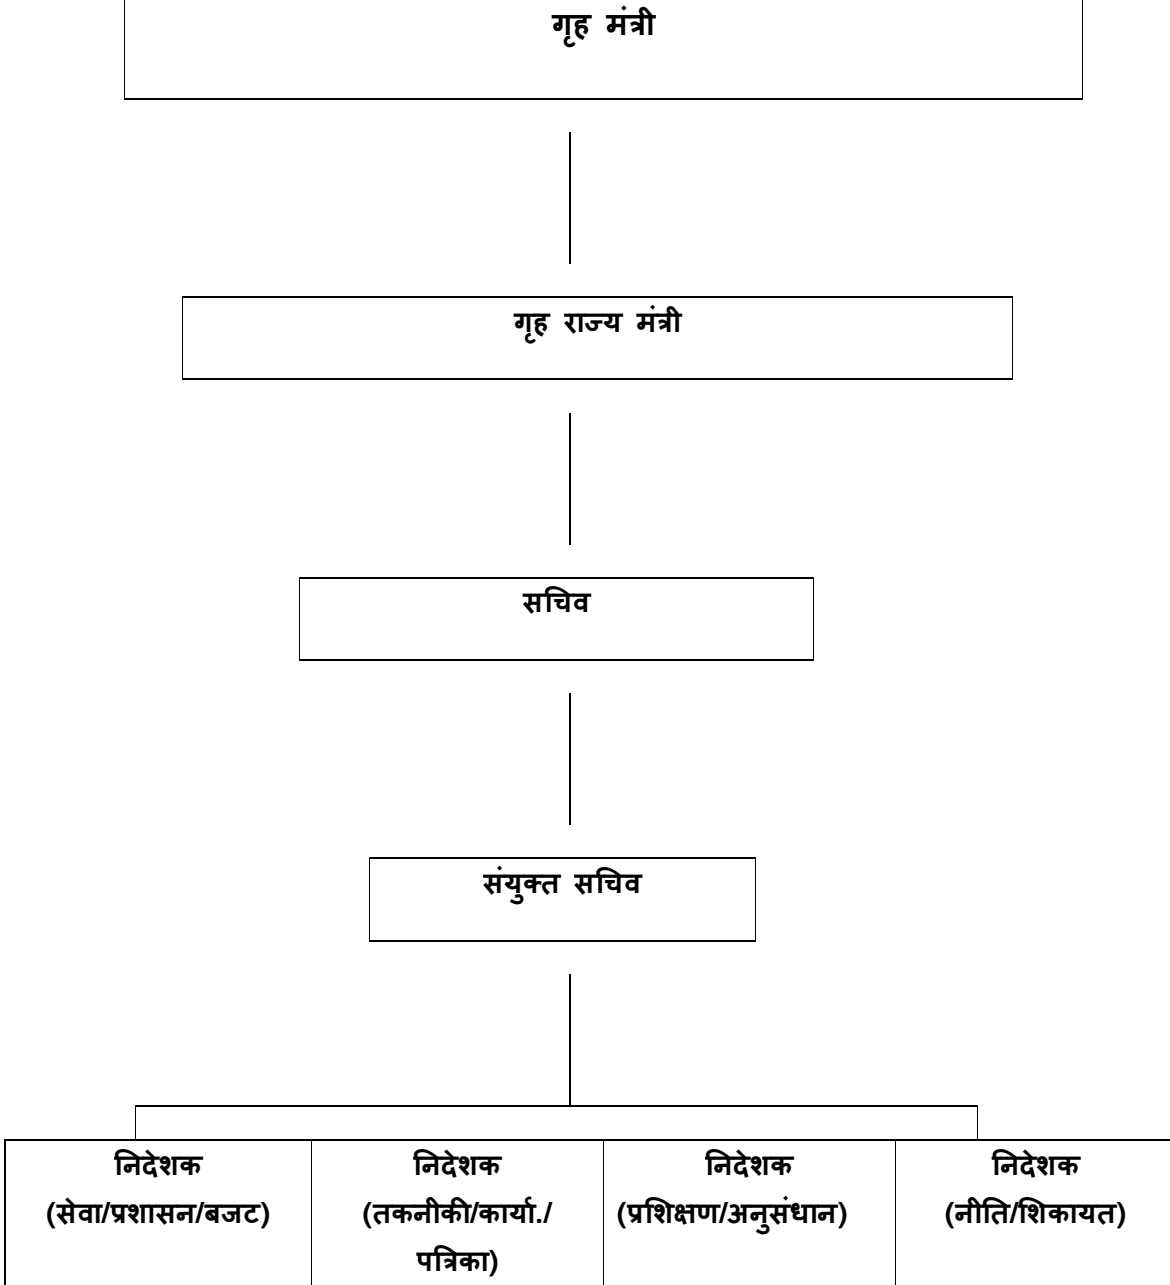 गृह मंत्री
गृह राज्य मंत्री
सचिव
संयुक्त सचिव
निदेशक
(सेवा/प्रशासन/बजट)
निदेशक
(तकनीकी/कार्या./
पत्रिका)
निदेशक
(प्रशिक्षण/अनुसंधान)
निदेशक
(नीति/शिकायत)